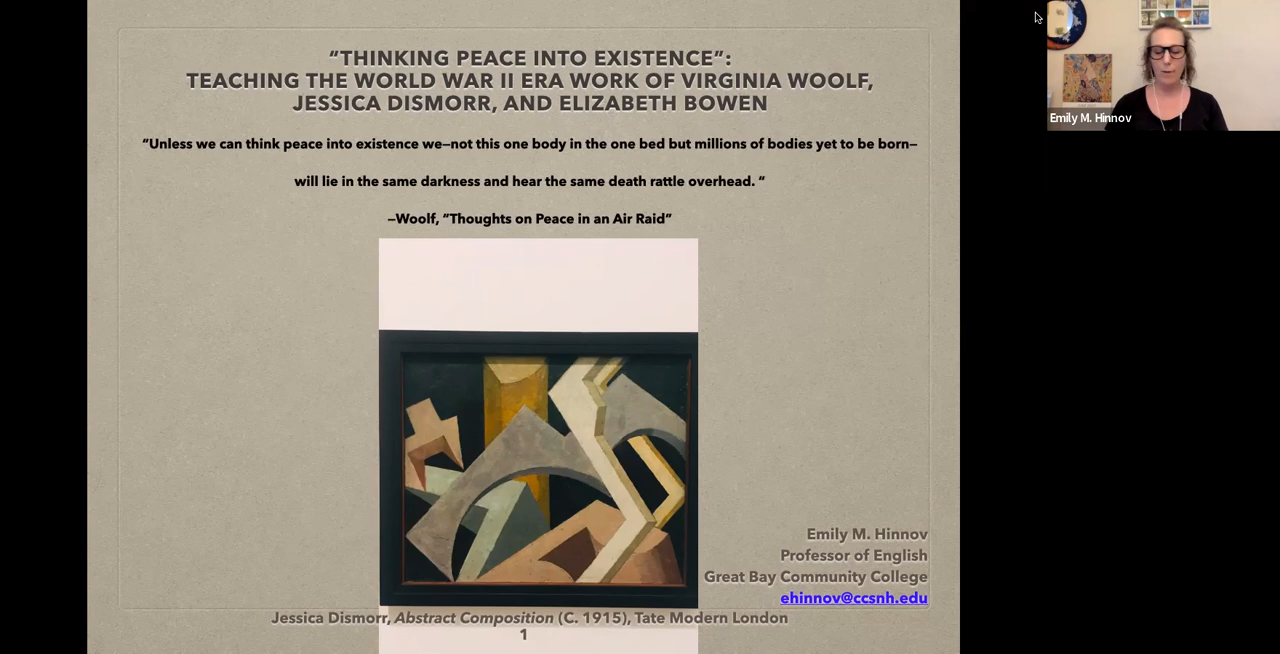 “THINKING PEACE INTO EXISTENCE”:
TEACHING THE WORLD WAR II ERA WORK OF VIRGINIA WOOLF,
JESSICA DISMORR, AND ELIZABETH BOWEN
“Unless we can think peace into existence we—not this one body in the one bed but millions of bodies yet to be born—
will lie in the same darkness and hear the same death rattle overhead. “
—Woolf, “Thoughts on Peace in an Air Raid”
Emily M. Hinnov
Professor of English
Great Bay Community College
ehinnov@ccsnh.edu
Jessica Dismorr, Abstract Composition (C. 1915), Tate Modern London
1
Emily M. Hinnov